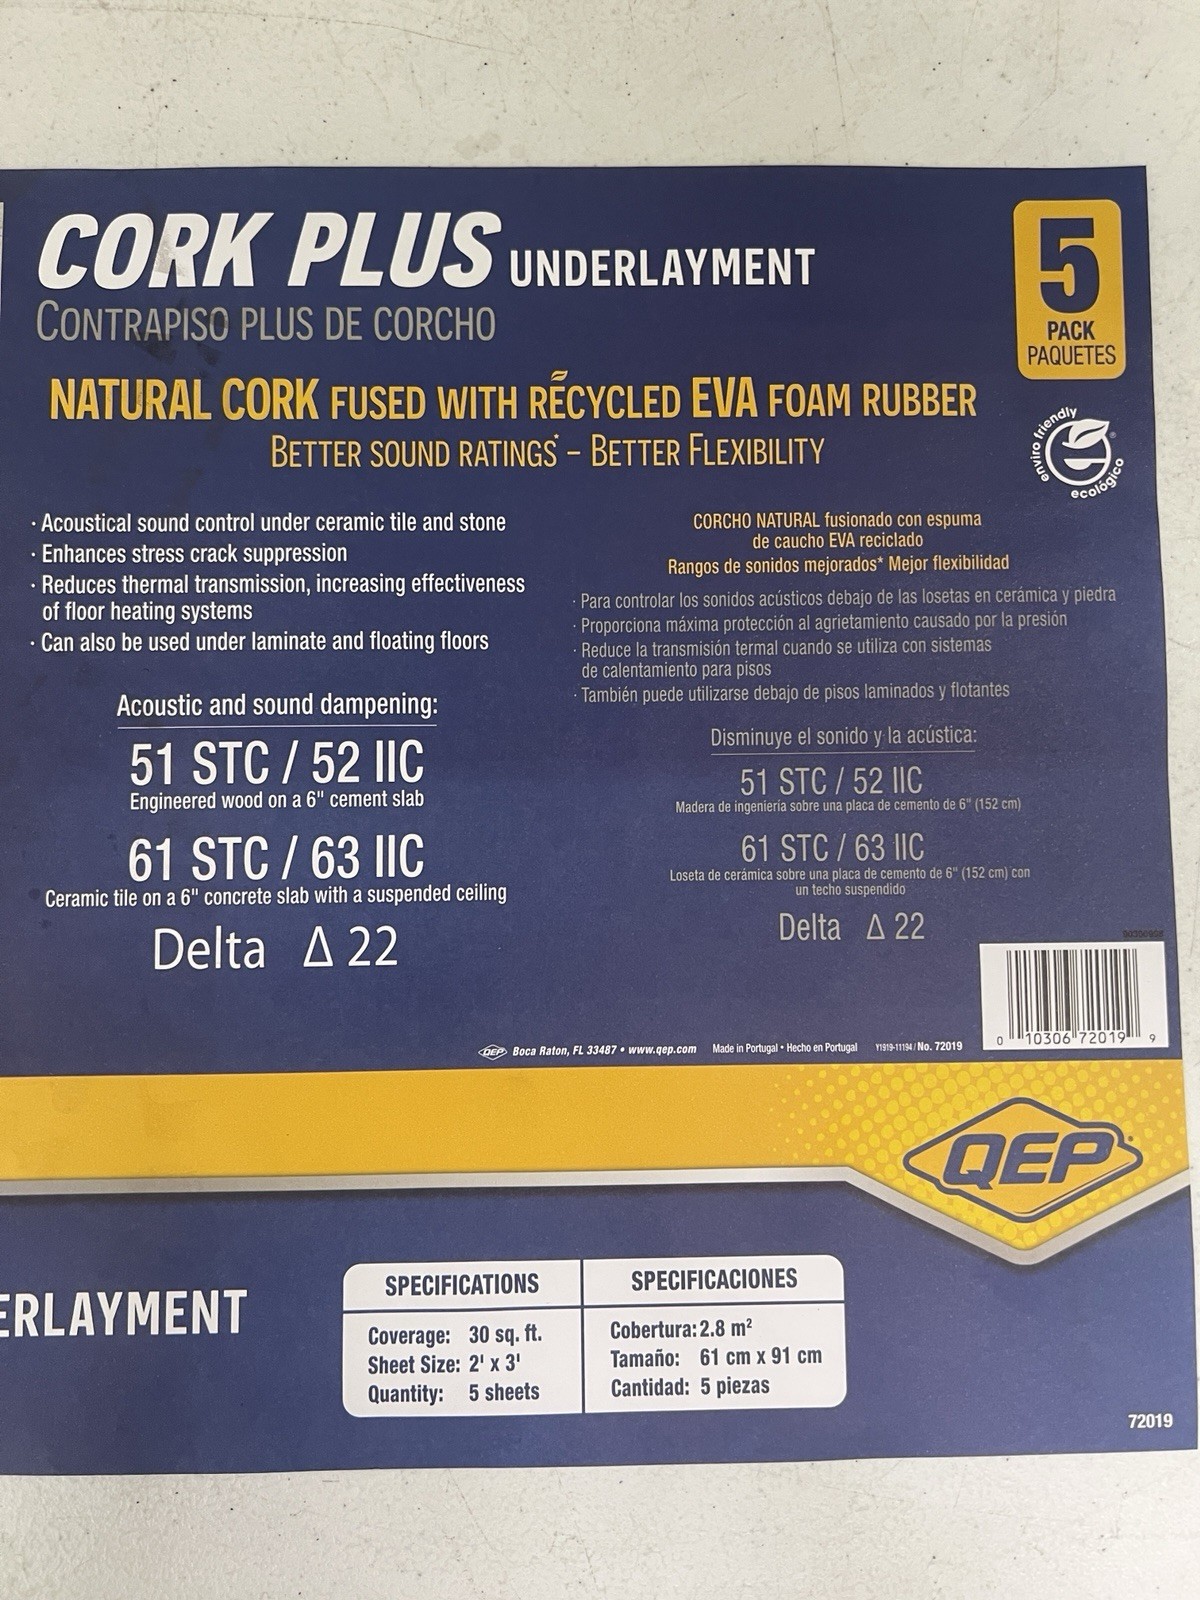 CORK PLUS UNDERLAYMENT
CONTRAPISO PLUS DE CORCHO
5
PACK
PAQUETES
NATURAL CORK FUSED WITH RECYCLED EVA FOAM RUBBER
BETTER SOUND RATINGS* – BETTER FLEXIBILITY
enviro friendly
ecológico
· Acoustical sound control under ceramic tile and stone
· Enhances stress crack suppression
· Reduces thermal transmission, increasing effectiveness
of floor heating systems
· Can also be used under laminate and floating floors
Acoustic and sound dampening:
51 STC / 52 IIC
Engineered wood on a 6" cement slab
61 STC / 63 IIC
Ceramic tile on a 6" concrete slab with a suspended ceiling
Delta Δ 22
CORCHO NATURAL fusionado con espuma
de caucho EVA reciclado
Rangos de sonidos mejorados* Mejor flexibilidad
· Para controlar los sonidos acústicos debajo de las losetas en cerámica y piedra
· Proporciona máxima protección al agrietamiento causado por la presión
· Reduce la transmisión termal cuando se utiliza con sistemas
de calentamiento para pisos
· También puede utilizarse debajo de pisos laminados y flotantes
Disminuye el sonido y la acústica:
51 STC / 52 IIC
Madera de ingeniería sobre una placa de cemento de 6" (152 cm)
61 STC / 63 IIC
Loseta de cerámica sobre una placa de cemento de 6" (152 cm) con
un techo suspendido
Delta Δ 22
0 10306 72019 9
QEP Boca Raton, FL 33487 • www.qep.com Made in Portugal • Hecho en Portugal Y1919-11194 / No. 72019
QEP
ERLAYMENT
SPECIFICATIONS
Coverage: 30 sq. ft.
Sheet Size: 2' x 3'
Quantity: 5 sheets
SPECIFICACIONES
Cobertura: 2.8 m²
Tamaño: 61 cm x 91 cm
Cantidad: 5 piezas
72019